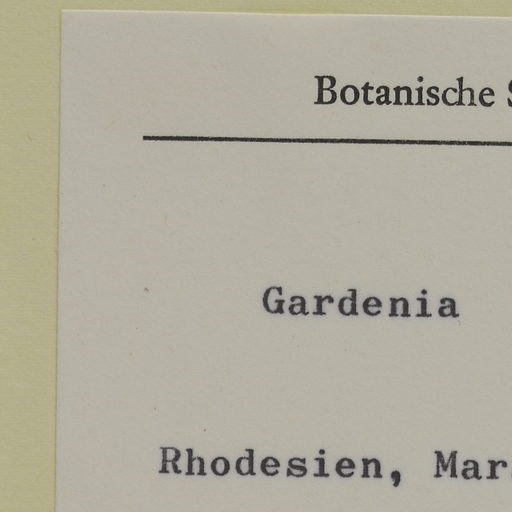 Botanische
Gardenia
Rhodesien,